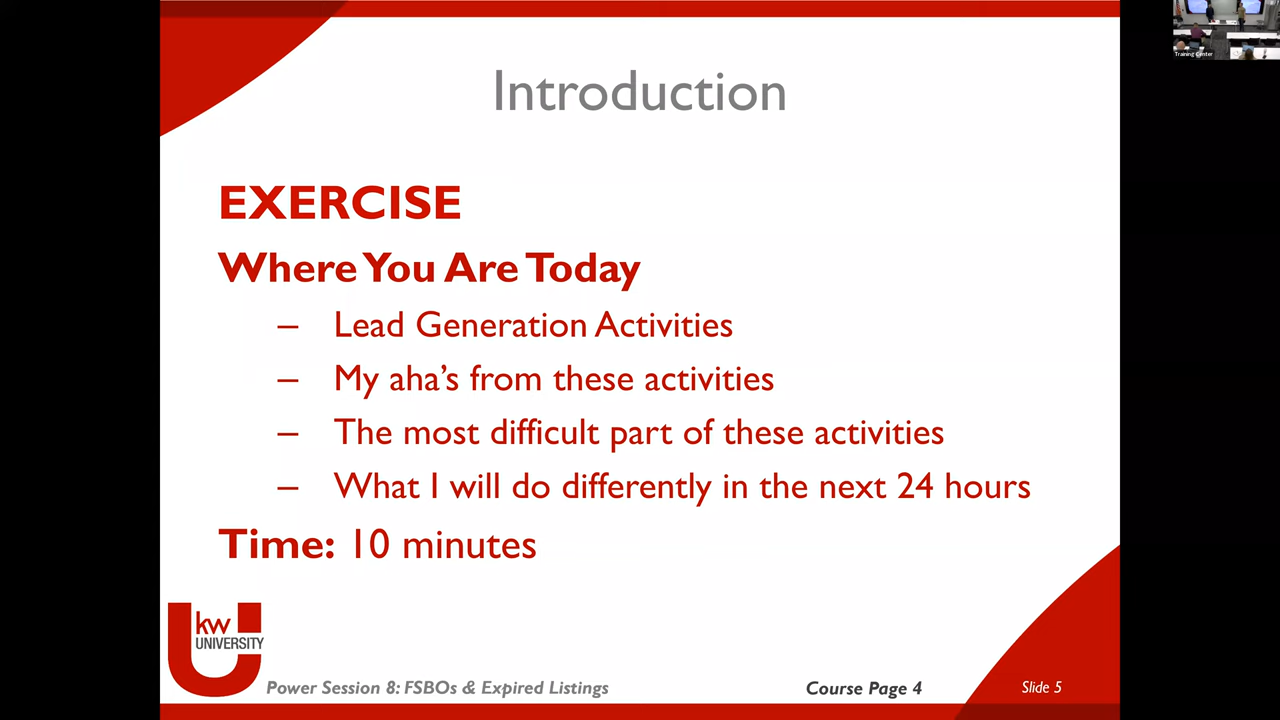 Introduction
EXERCISE
Where You Are Today
– Lead Generation Activities
– My aha’s from these activities
– The most difficult part of these activities
– What I will do differently in the next 24 hours
Time: 10 minutes
kw
UNIVERSITY
Power Session 8: FSBOs & Expired Listings
Course Page 4
Slide 5
Training Center